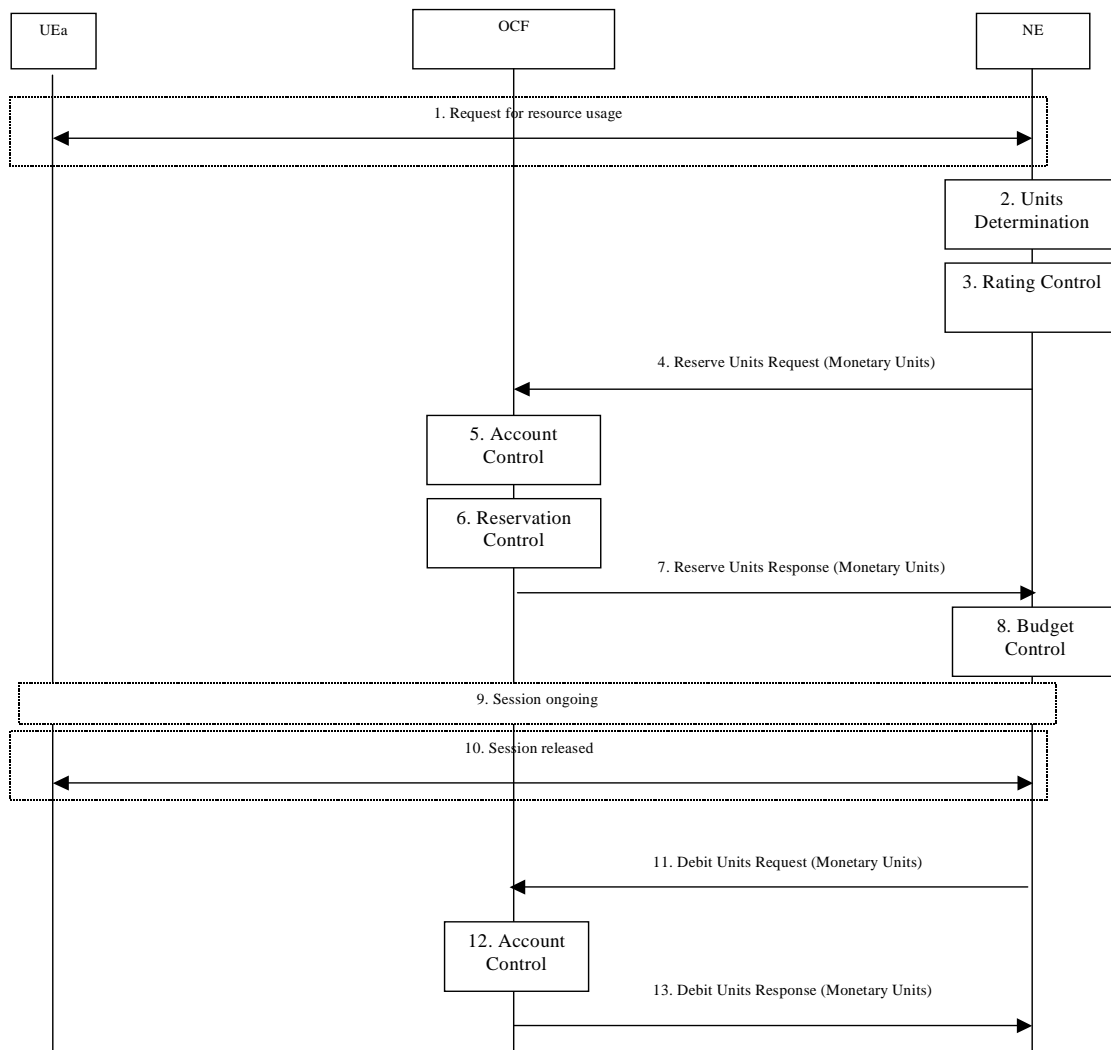 UEa
OCF
NE
1. Request for resource usage
2. Units
Determination
3. Rating Control
4. Reserve Units Request (Monetary Units)
5. Account
Control
6. Reservation
Control
7. Reserve Units Response (Monetary Units)
8. Budget
Control
9. Session ongoing
10. Session released
11. Debit Units Request (Monetary Units)
12. Account
Control
13. Debit Units Response (Monetary Units)